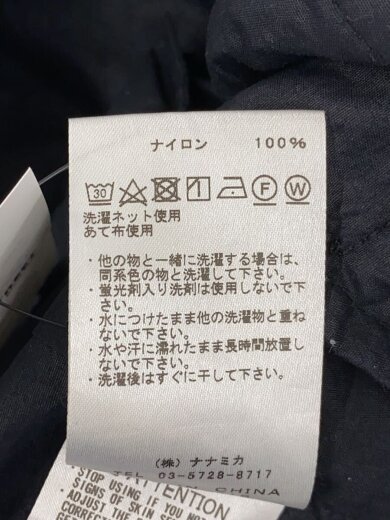 ナイロン 100%
30 F W
洗濯ネット使用
あて布使用
・他の物と一緒に洗濯する場合は、
同系色の物と洗濯して下さい。
・蛍光剤入り洗剤は使用しないで下
さい。
・水につけたまま他の洗濯物と重ね
ないで下さい。
・水や汗に濡れたまま長時間放置し
ないで下さい。
・洗濯後はすぐに干して下さい。
(株) ナナミカ
TEL 03-5728-8717
CHINA
ATTENTION
STOP USING IF YOU NO
SIGNS OF SKIN SE
ADJUST THE
CORRECT